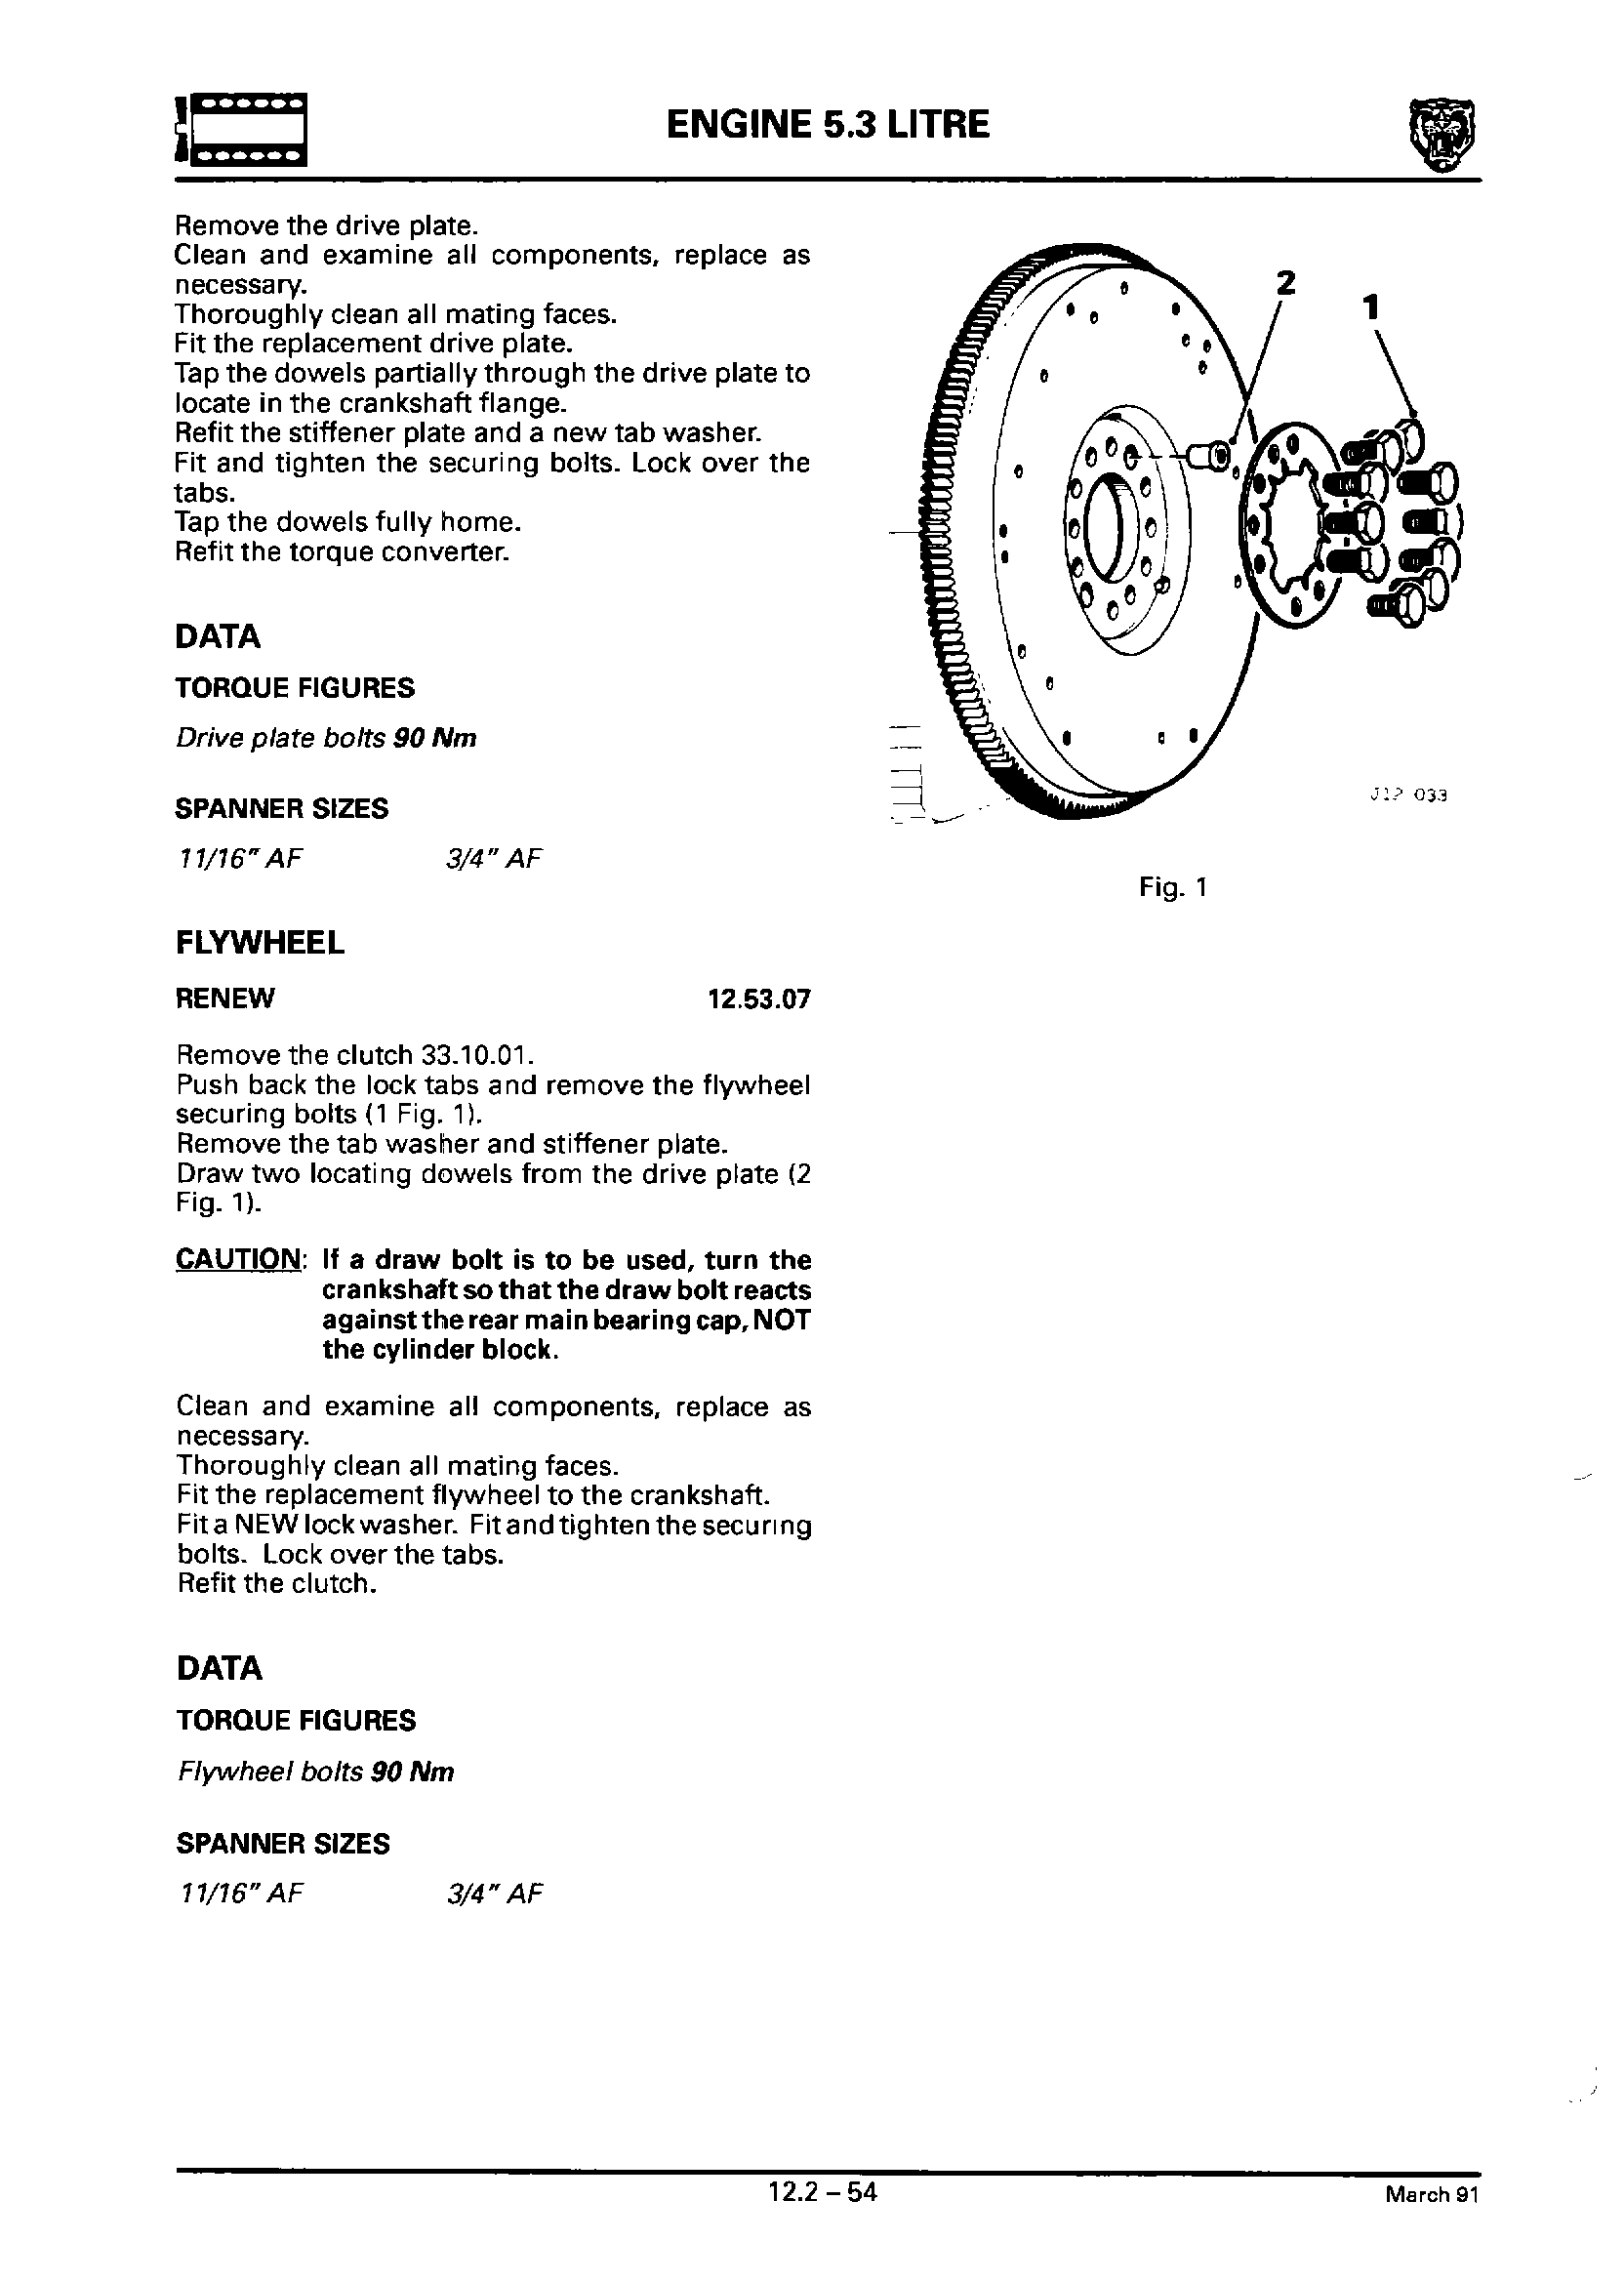 ENGINE 5.3 LITRE
Remove the drive plate.
Clean and examine all components, replace as
necessary.
Thoroughly clean all mating faces.
Fit the replacement drive plate.
Tap the dowels partially through the drive plate to
locate in the crankshaft flange.
Refit the stiffener plate and a new tab washer.
Fit and tighten the securing bolts. Lock over the
tabs.
Tap the dowels fully home.
Refit the torque converter.
DATA
TORQUE FIGURES
Drive plate bolts 90 Nm
SPANNER SIZES
11/16" AF 3/4" AF
FLYWHEEL
RENEW 12.53.07
Remove the clutch 33.10.01.
Push back the lock tabs and remove the flywheel
securing bolts (1 Fig. 1).
Remove the tab washer and stiffener plate.
Draw two locating dowels from the drive plate (2
Fig. 1).
CAUTION: If a draw bolt is to be used, turn the
crankshaft so that the draw bolt reacts
against the rear main bearing cap, NOT
the cylinder block.
Clean and examine all components, replace as
necessary.
Thoroughly clean all mating faces.
Fit the replacement flywheel to the crankshaft.
Fit a NEW lock washer. Fit and tighten the securing
bolts. Lock over the tabs.
Refit the clutch.
DATA
TORQUE FIGURES
Flywheel bolts 90 Nm
SPANNER SIZES
11/16" AF 3/4" AF
2
1
J12 033
Fig. 1
12.2 – 54
March 91